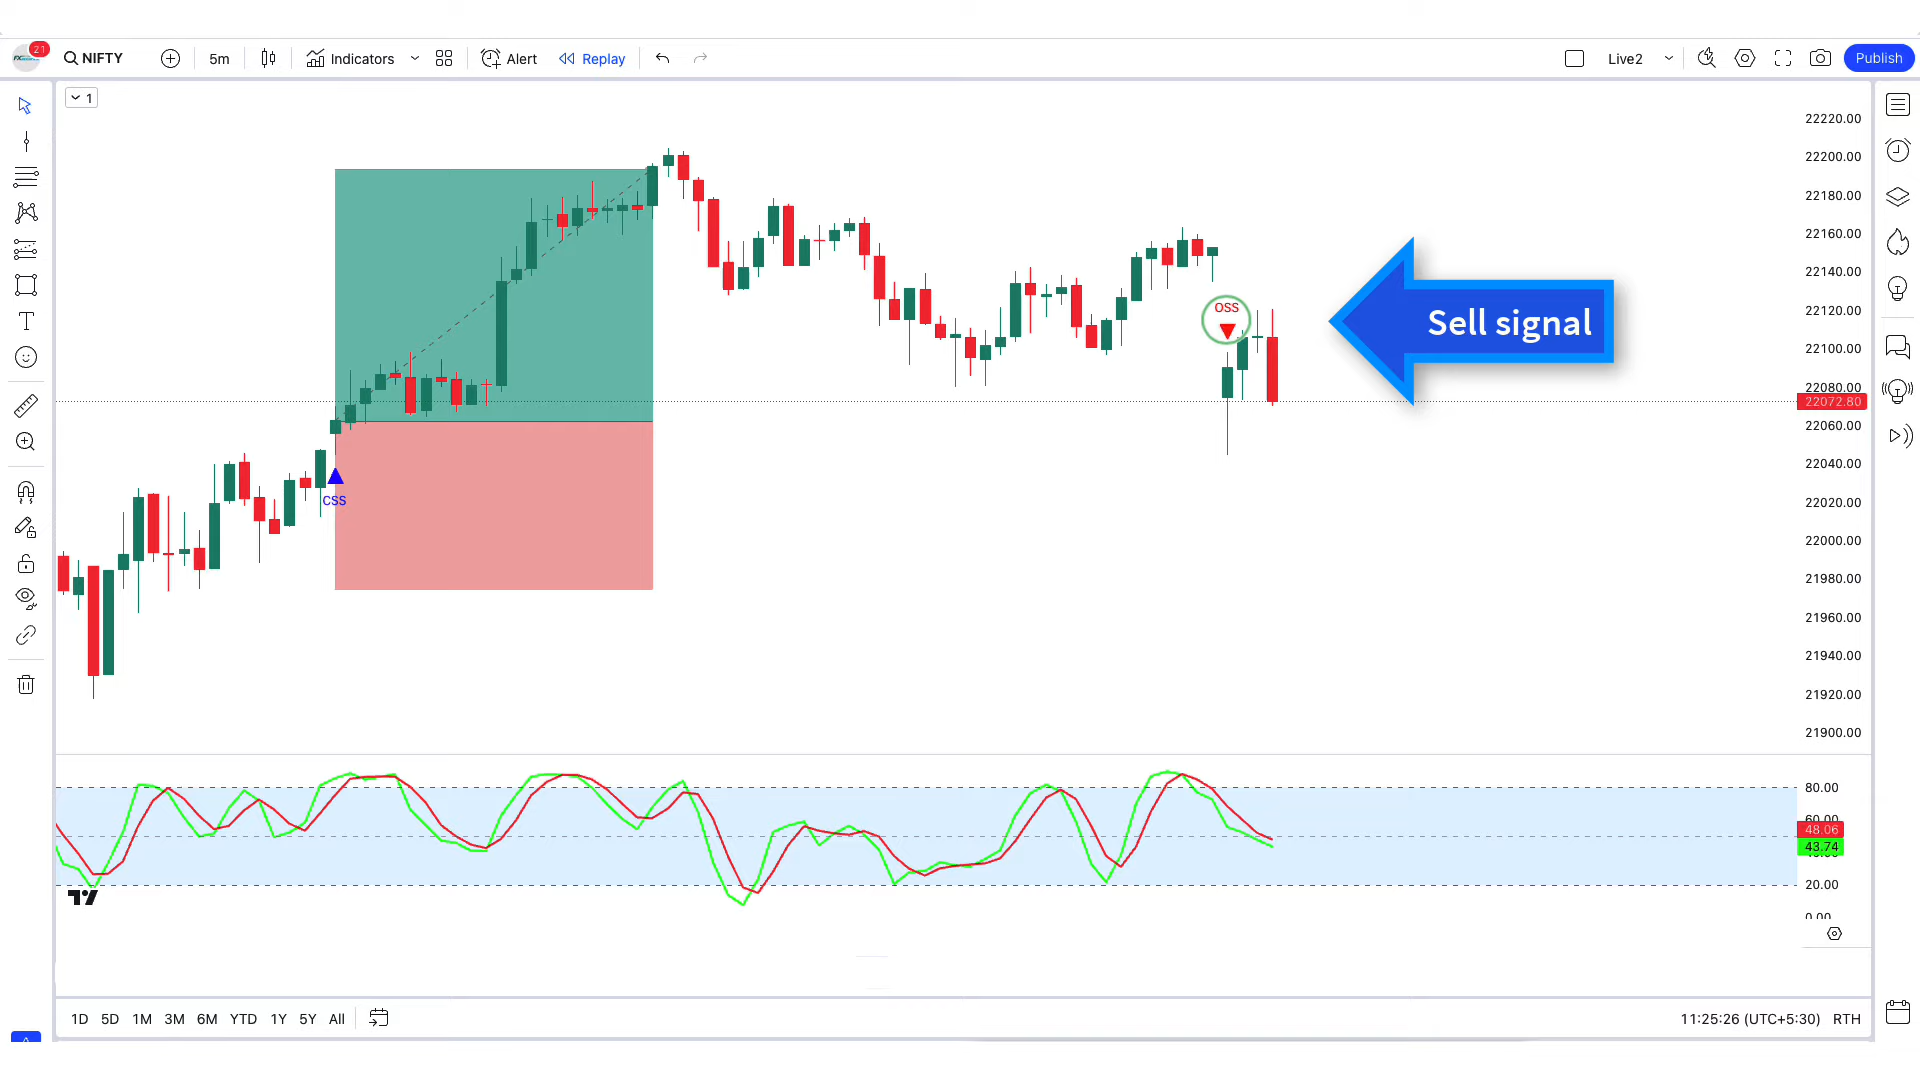 21
NIFTY
5m
Indicators
Alert
Replay
Live2
Publish
1
22220.00
22200.00
22180.00
22160.00
22140.00
22120.00
22100.00
22080.00
22072.80
22060.00
22040.00
22020.00
22000.00
21980.00
21960.00
21940.00
21920.00
21900.00
OSS
Sell signal
CSS
80.00
60.00
48.06
43.74
20.00
0.00
1D 5D 1M 3M 6M YTD 1Y 5Y All
11:25:26 (UTC+5:30) RTH